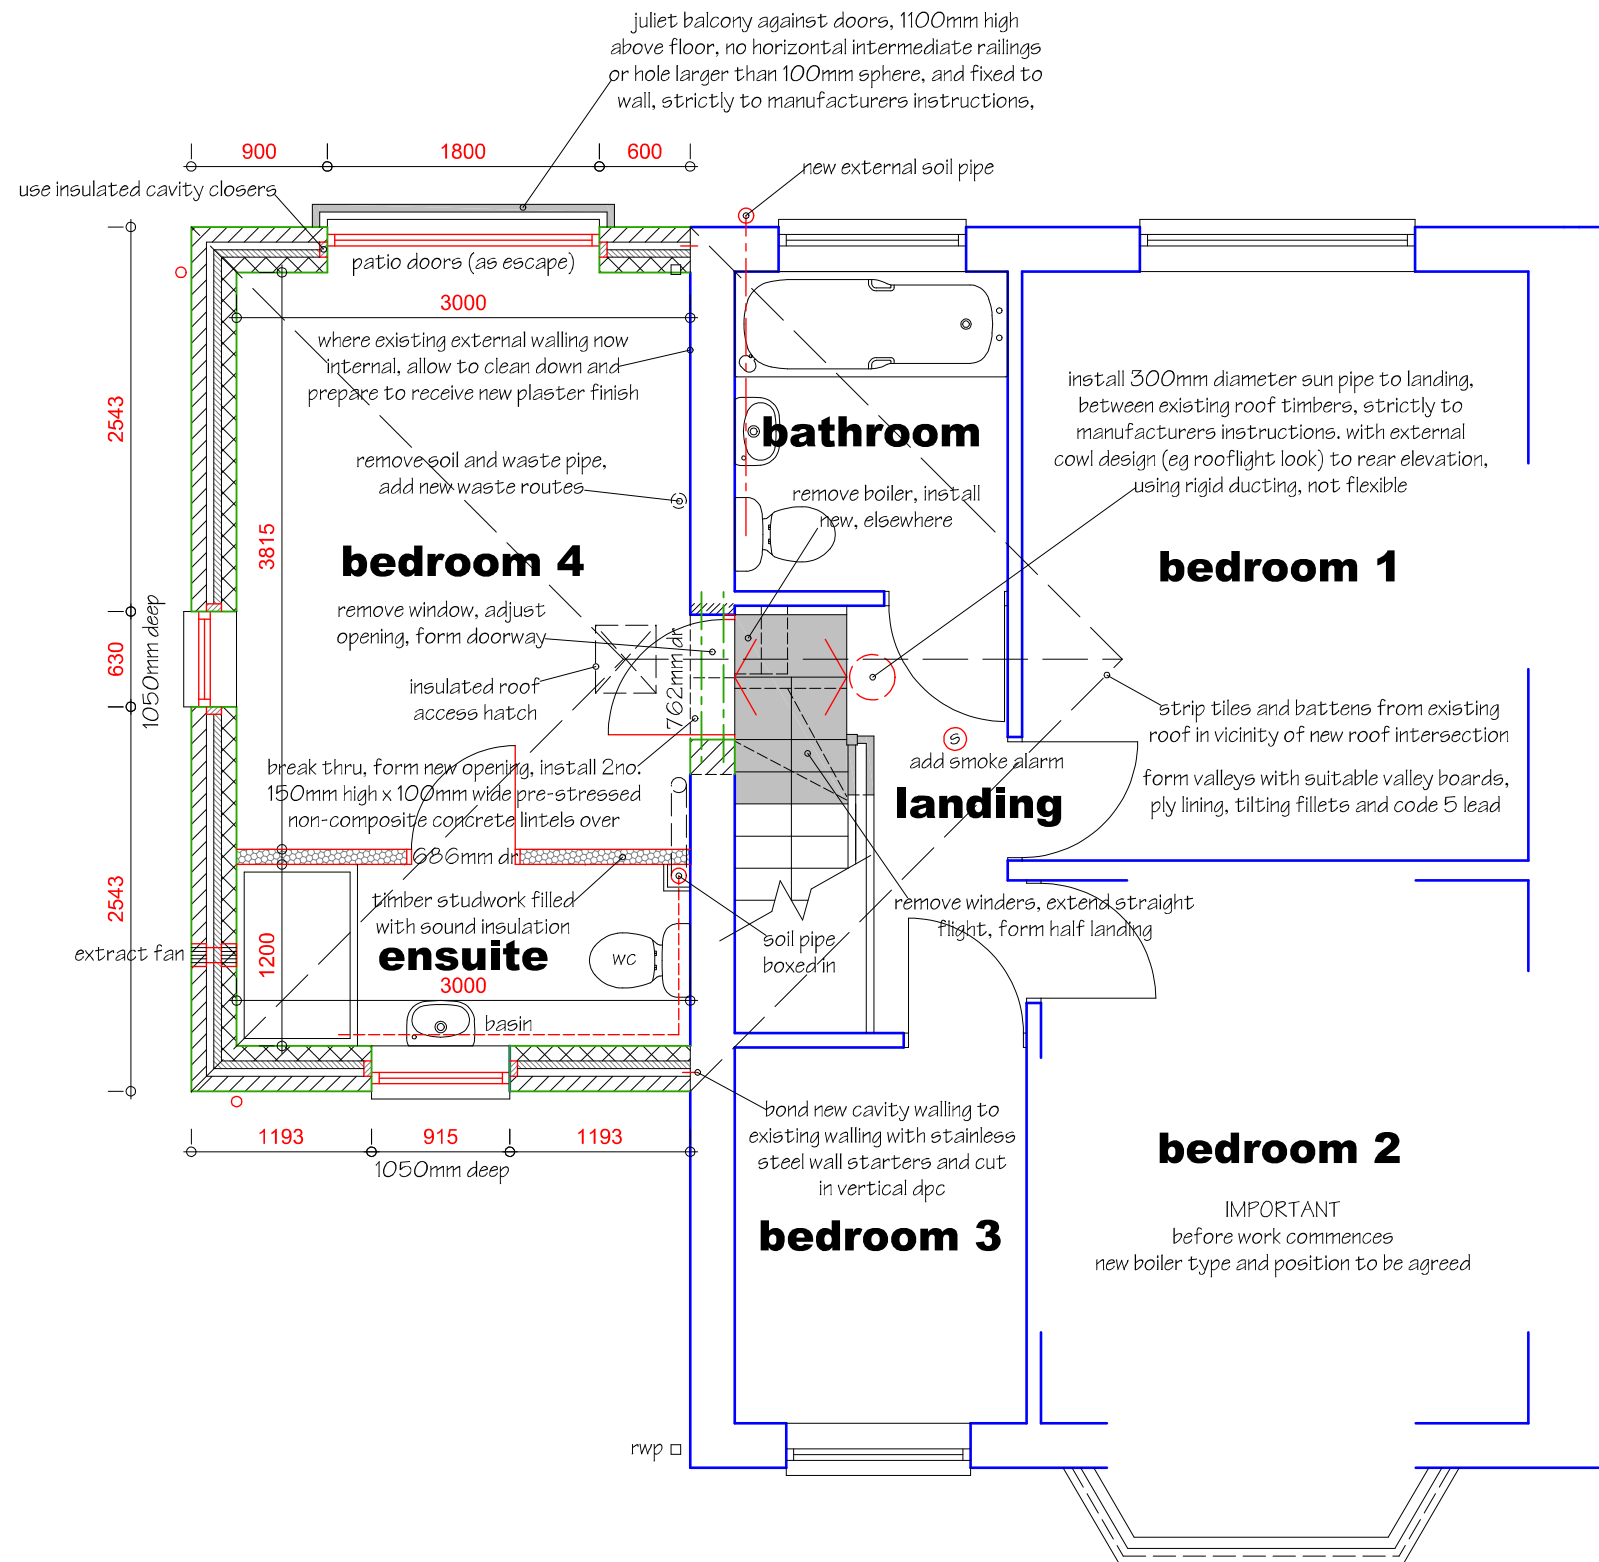 juliet balcony against doors, 1100mm high
above floor, no horizontal intermediate railings
or hole larger than 100mm sphere, and fixed to
wall, strictly to manufacturers instructions,
900
1800
600
new external soil pipe
use insulated cavity closers
patio doors (as escape)
3000
where existing external walling now
internal, allow to clean down and
prepare to receive new plaster finish
2543
install 300mm diameter sun pipe to landing,
between existing roof timbers, strictly to
manufacturers instructions. with external
cowl design (eg rooflight look) to rear elevation,
using rigid ducting, not flexible
bathroom
remove soil and waste pipe,
add new waste routes
remove boiler, install
new, elsewhere
3815
bedroom 4
bedroom 1
remove window, adjust
opening, form doorway
630
1050mm deep
762mm dr
insulated roof
access hatch
strip tiles and battens from existing
roof in vicinity of new roof intersection
s
add smoke alarm
break thru, form new opening, install 2no.
150mm high x 100mm wide pre-stressed
non-composite concrete lintels over
form valleys with suitable valley boards,
ply lining, tilting fillets and code 5 lead
landing
686mm dr
2543
timber studwork filled
with sound insulation
remove winders, extend straight
flight, form half landing
soil pipe
boxed in
extract fan
1200
ensuite
wc
3000
basin
bond new cavity walling to
existing walling with stainless
steel wall starters and cut
in vertical dpc
1193
915
1193
1050mm deep
bedroom 2
IMPORTANT
before work commences
new boiler type and position to be agreed
bedroom 3
rwp